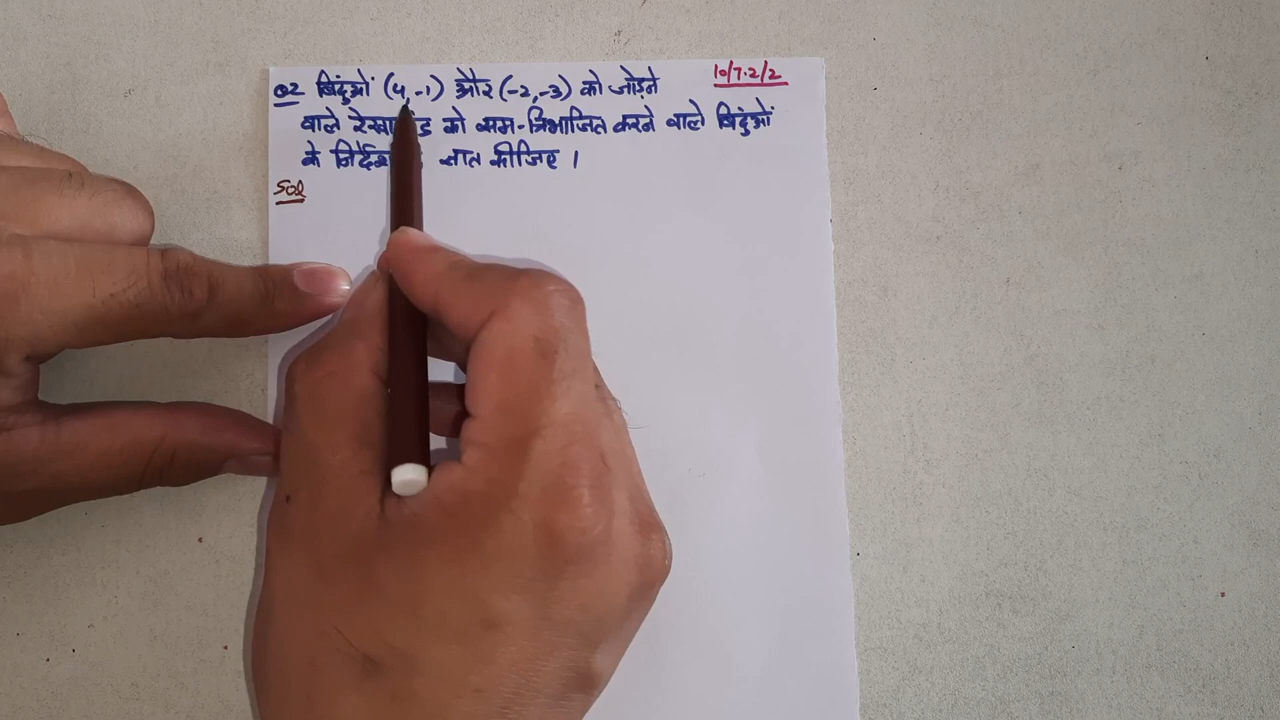 Q2 बिंदुओं (4,-1) और (-2,-3) को जोड़ने
10/7.2/2
वाले को सम-त्रिभाजित करने वाले बिंदुओं
के ज्ञात कीजिए ।
Sol